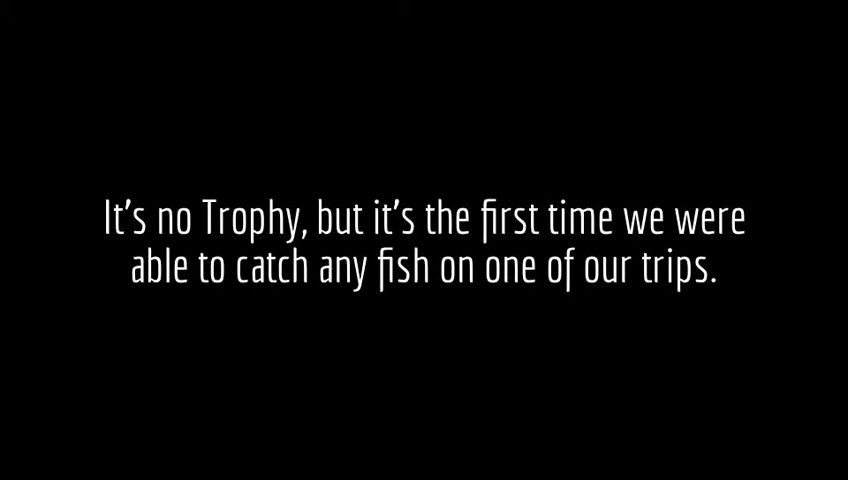 It's no Trophy, but it's the first time we were
able to catch any fish on one of our trips.